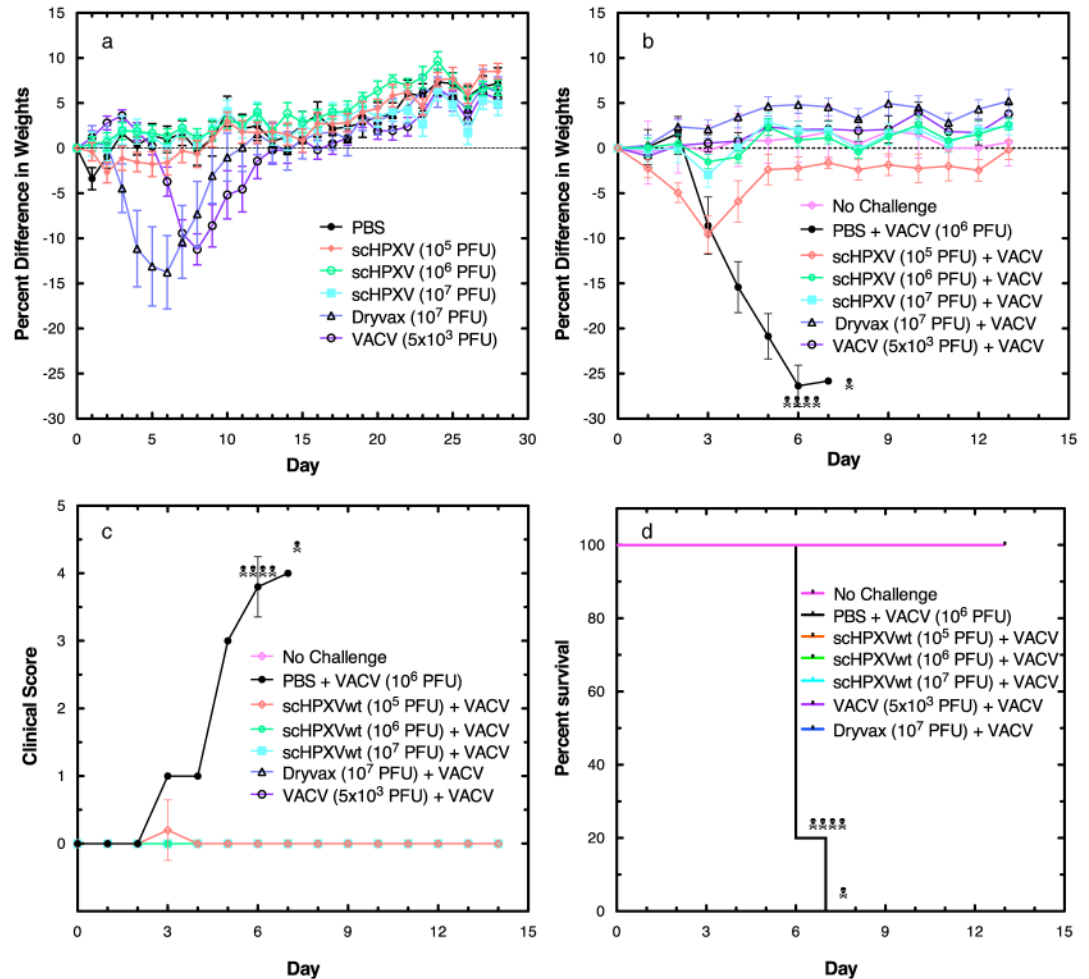 a
15
10
5
0
-5
-10
-15
-20
-25
-30
Percent Difference in Weights
PBS
scHPXV (10⁵ PFU)
scHPXV (10⁶ PFU)
scHPXV (10⁷ PFU)
Dryvax (10⁷ PFU)
VACV (5x10³ PFU)
0 5 10 15 20 25 30
Day
b
15
10
5
0
-5
-10
-15
-20
-25
-30
Percent Difference in Weights
No Challenge
PBS + VACV (10⁶ PFU)
scHPXV (10⁵ PFU) + VACV
scHPXV (10⁶ PFU) + VACV
scHPXV (10⁷ PFU) + VACV
Dryvax (10⁷ PFU) + VACV
VACV (5x10³ PFU) + VACV
0 3 6 9 12 15
Day
c
5
4
3
2
1
0
Clinical Score
No Challenge
PBS + VACV (10⁶ PFU)
scHPXVwt (10⁵ PFU) + VACV
scHPXVwt (10⁶ PFU) + VACV
scHPXVwt (10⁷ PFU) + VACV
Dryvax (10⁷ PFU) + VACV
VACV (5x10³ PFU) + VACV
0 3 6 9 12 15
Day
d
100
80
60
40
20
0
Percent survival
No Challenge
PBS + VACV (10⁶ PFU)
scHPXVwt (10⁵ PFU) + VACV
scHPXVwt (10⁶ PFU) + VACV
scHPXVwt (10⁷ PFU) + VACV
VACV (5x10³ PFU) + VACV
Dryvax (10⁷ PFU) + VACV
0 3 6 9 12 15
Day